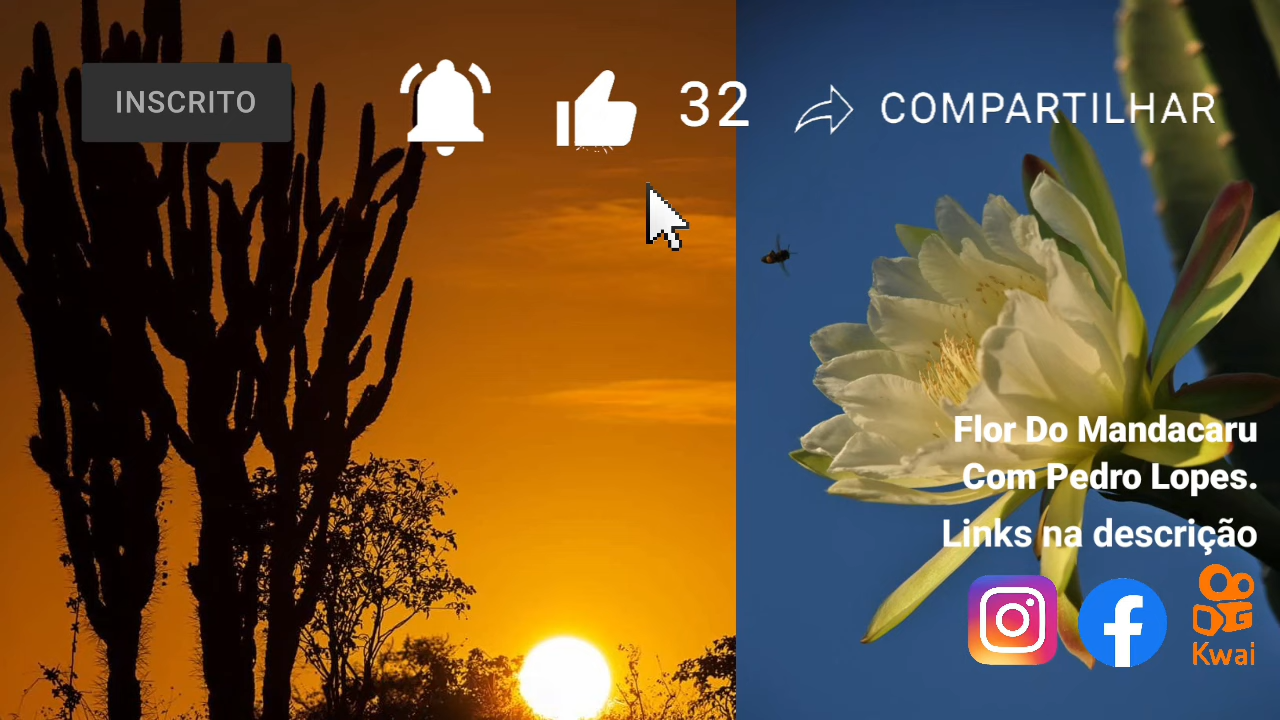 INSCRITO
32
COMPARTILHAR
Flor Do Mandacaru
Com Pedro Lopes.
Links na descrição
Kwai